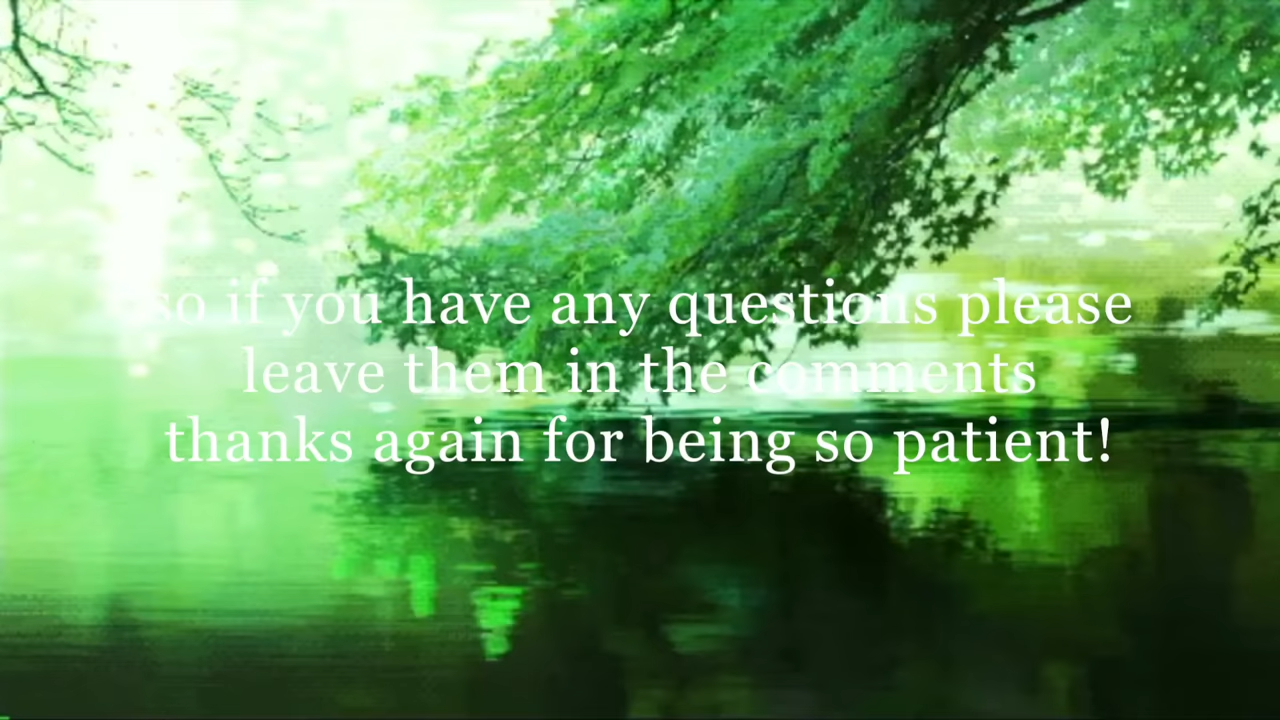 so if you have any questions please
leave them in the comments
thanks again for being so patient!